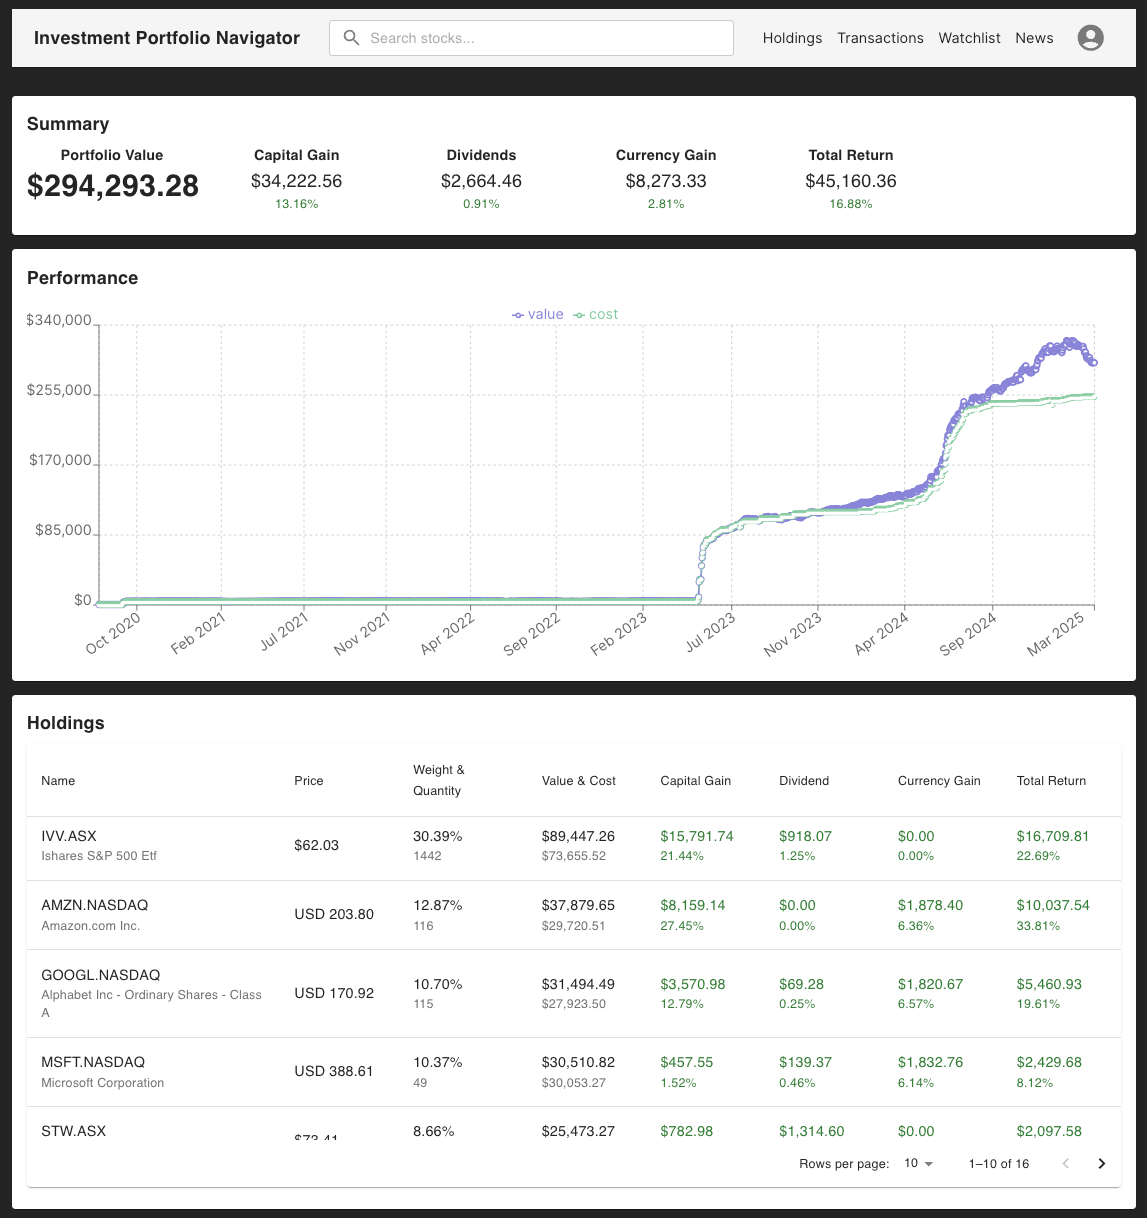 Investment Portfolio Navigator
Search stocks...
Holdings Transactions Watchlist News
Summary
Portfolio Value Capital Gain Dividends Currency Gain Total Return
$294,293.28 $34,222.56 $2,664.46 $8,273.33 $45,160.36
13.16% 0.91% 2.81% 16.88%
Performance
value cost
$340,000
$255,000
$170,000
$85,000
$0
Oct 2020 Feb 2021 Jul 2021 Nov 2021 Apr 2022 Sep 2022 Feb 2023 Jul 2023 Nov 2023 Apr 2024 Sep 2024 Mar 2025
Holdings
Name Price Weight & Quantity Value & Cost Capital Gain Dividend Currency Gain Total Return
IVV.ASX $62.03 30.39% $89,447.26 $15,791.74 $918.07 $0.00 $16,709.81
Ishares S&P 500 Etf 1442 $73,655.52 21.44% 1.25% 0.00% 22.69%
AMZN.NASDAQ USD 203.80 12.87% $37,879.65 $8,159.14 $0.00 $1,878.40 $10,037.54
Amazon.com Inc. 116 $29,720.51 27.45% 0.00% 6.36% 33.81%
GOOGL.NASDAQ USD 170.92 10.70% $31,494.49 $3,570.98 $69.28 $1,820.67 $5,460.93
Alphabet Inc - Ordinary Shares - Class A 115 $27,923.50 12.79% 0.25% 6.57% 19.61%
MSFT.NASDAQ USD 388.61 10.37% $30,510.82 $457.55 $139.37 $1,832.76 $2,429.68
Microsoft Corporation 49 $30,053.27 1.52% 0.46% 6.14% 8.12%
STW.ASX 8.66% $25,473.27 $782.98 $1,314.60 $0.00 $2,097.58
Rows per page: 10 1–10 of 16